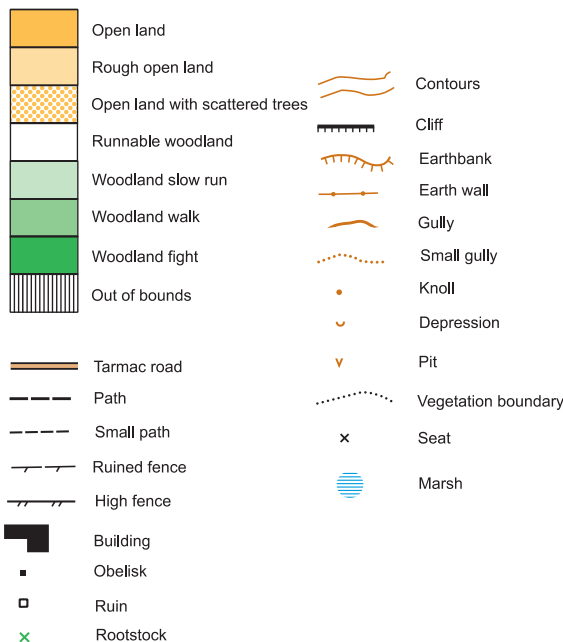 Open land
Rough open land
Open land with scattered trees
Runnable woodland
Woodland slow run
Woodland walk
Woodland fight
Out of bounds
Tarmac road
Path
Small path
Ruined fence
High fence
Building
Obelisk
Ruin
Rootstock
Contours
Cliff
Earthbank
Earth wall
Gully
Small gully
Knoll
Depression
Pit
Vegetation boundary
Seat
Marsh